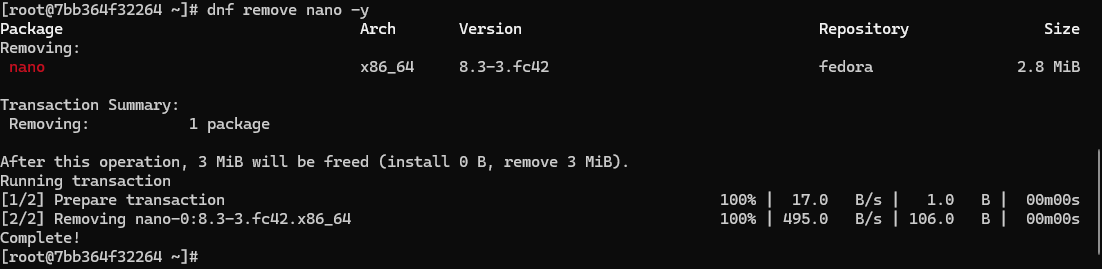 [root@7bb364f32264 ~]# dnf remove nano -y
Package Arch Version Repository Size
Removing:
nano x86_64 8.3-3.fc42 fedora 2.8 MiB
Transaction Summary:
Removing: 1 package
After this operation, 3 MiB will be freed (install 0 B, remove 3 MiB).
Running transaction
[1/2] Prepare transaction 100% | 17.0 B/s | 1.0 B | 00m00s
[2/2] Removing nano-0:8.3-3.fc42.x86_64 100% | 495.0 B/s | 106.0 B | 00m00s
Complete!
[root@7bb364f32264 ~]#